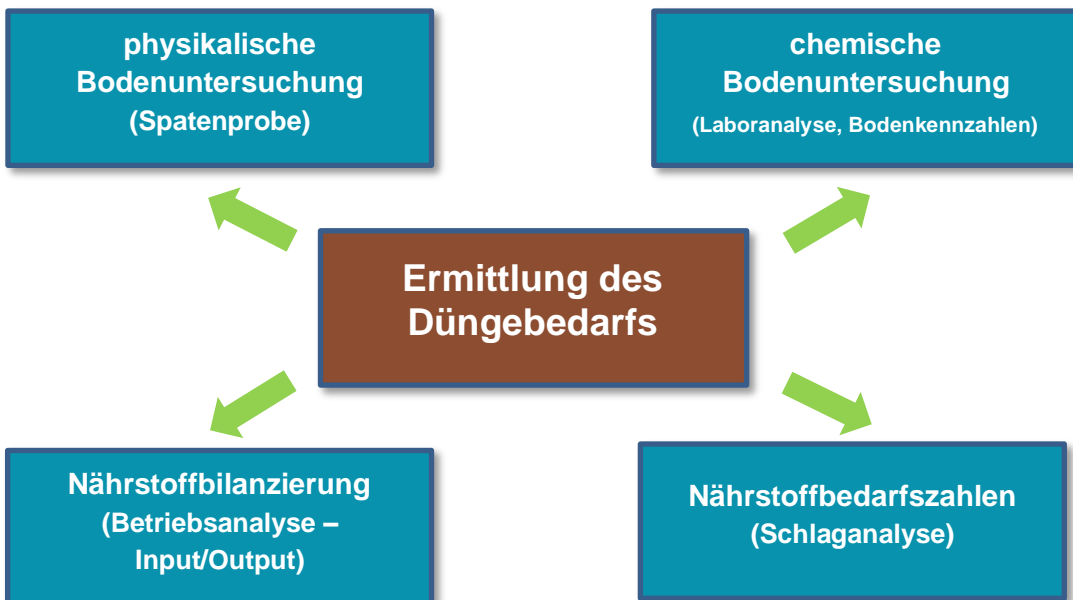 physikalische
Bodenuntersuchung
(Spatenprobe)
chemische
Bodenuntersuchung
(Laboranalyse, Bodenkennzahlen)
Ermittlung des
Düngebedarfs
Nährstoffbilanzierung
(Betriebsanalyse –
Input/Output)
Nährstoffbedarfszahlen
(Schlaganalyse)